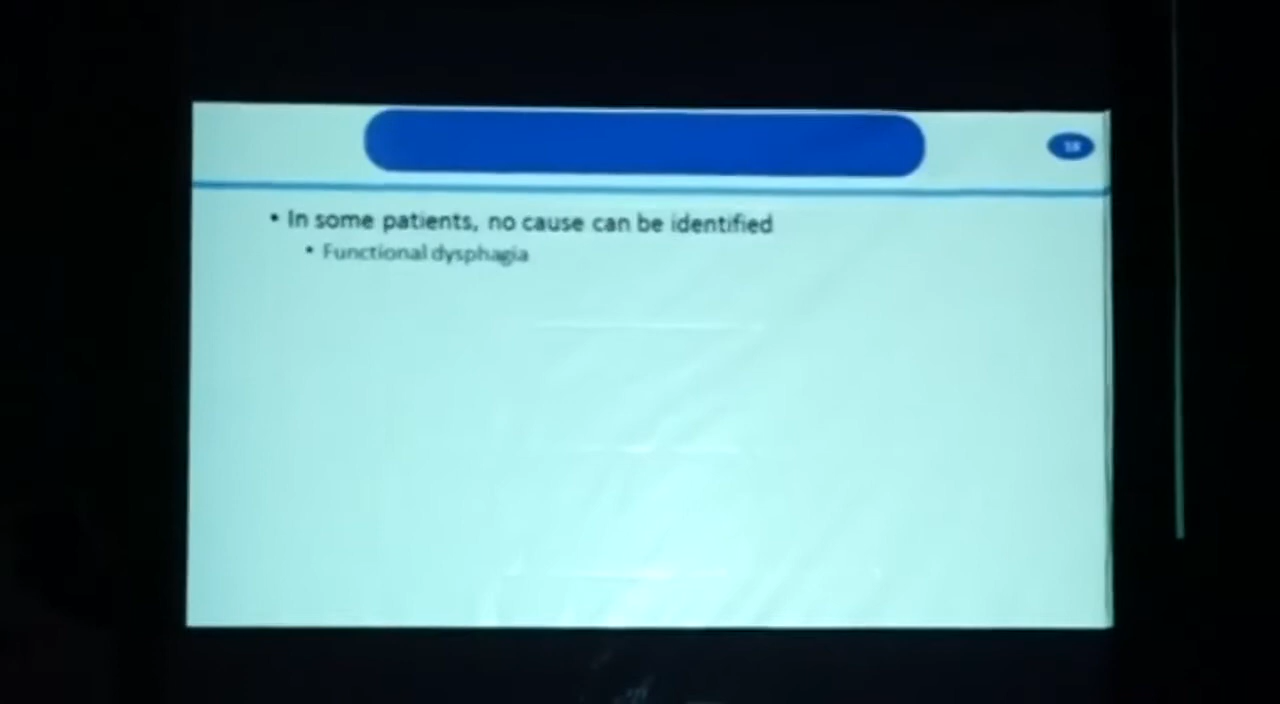 • In some patients, no cause can be identified
• Functional dysphagia